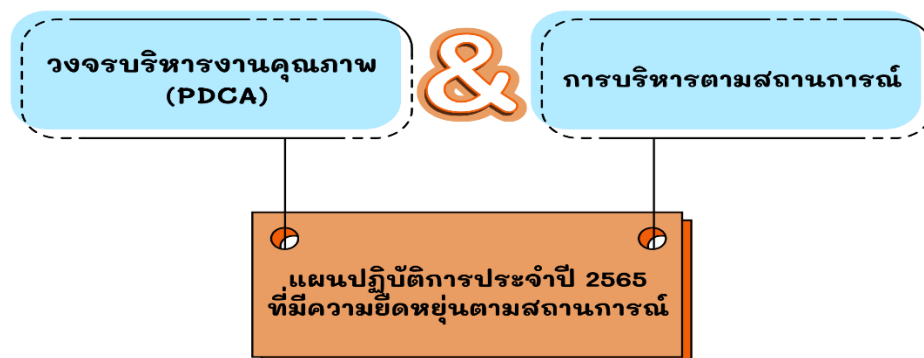 วงจรบริหารงานคุณภาพ
(PDCA)
&
การบริหารตามสถานการณ์
แผนปฏิบัติการประจำปี 2565
ที่มีความยืดหยุ่นตามสถานการณ์